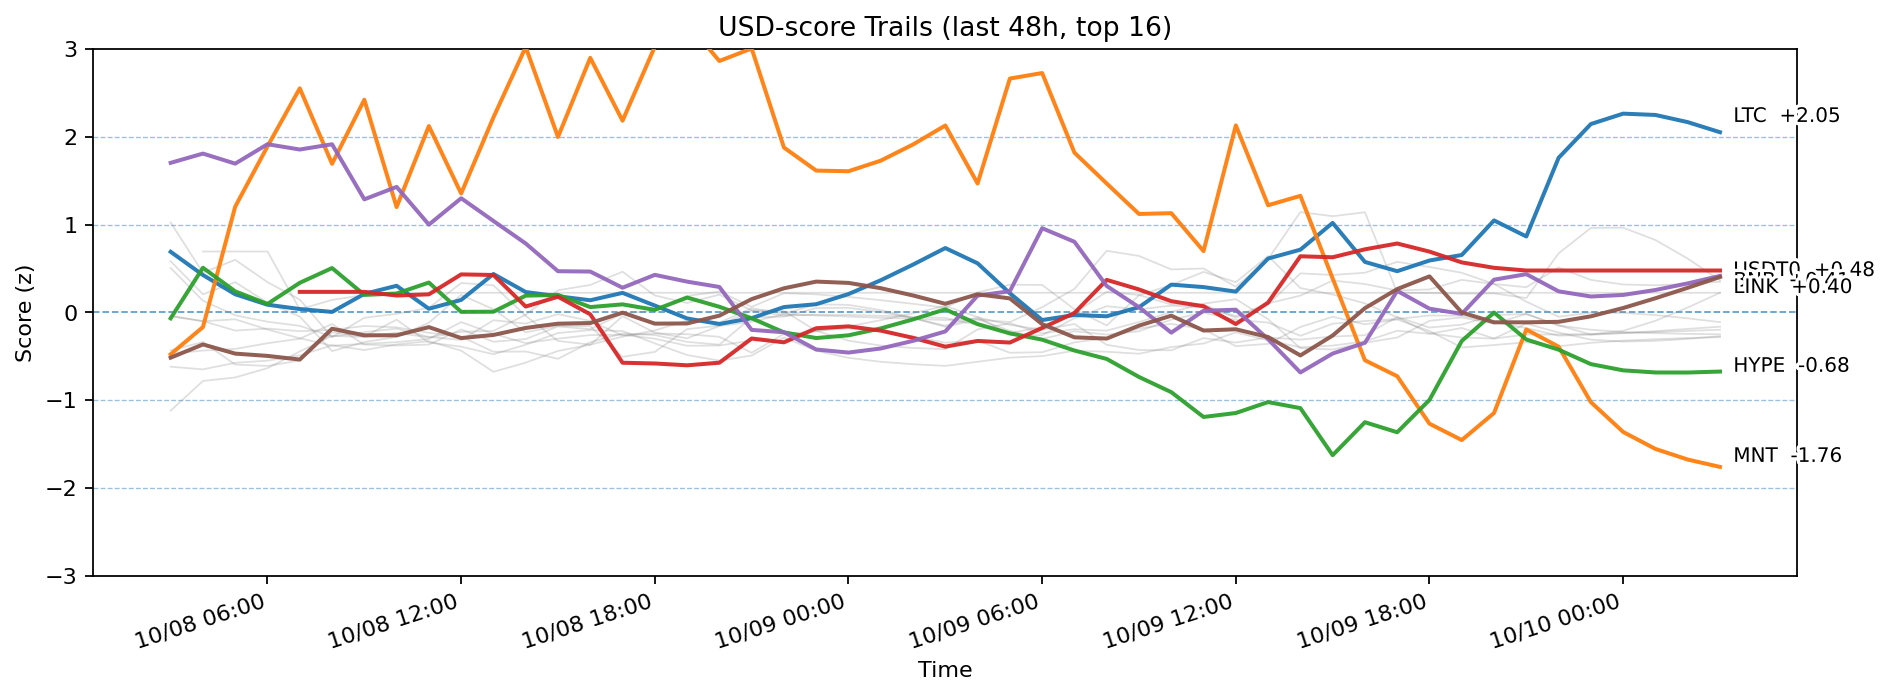 USD-score Trails (last 48h, top 16)
Score (z)
3
2
1
0
−1
−2
−3
LTC +2.05
USDT0 +0.48
LINK +0.40
HYPE -0.68
MNT -1.76
10/08 06:00
10/08 12:00
10/08 18:00
10/09 00:00
10/09 06:00
10/09 12:00
10/09 18:00
10/10 00:00
Time